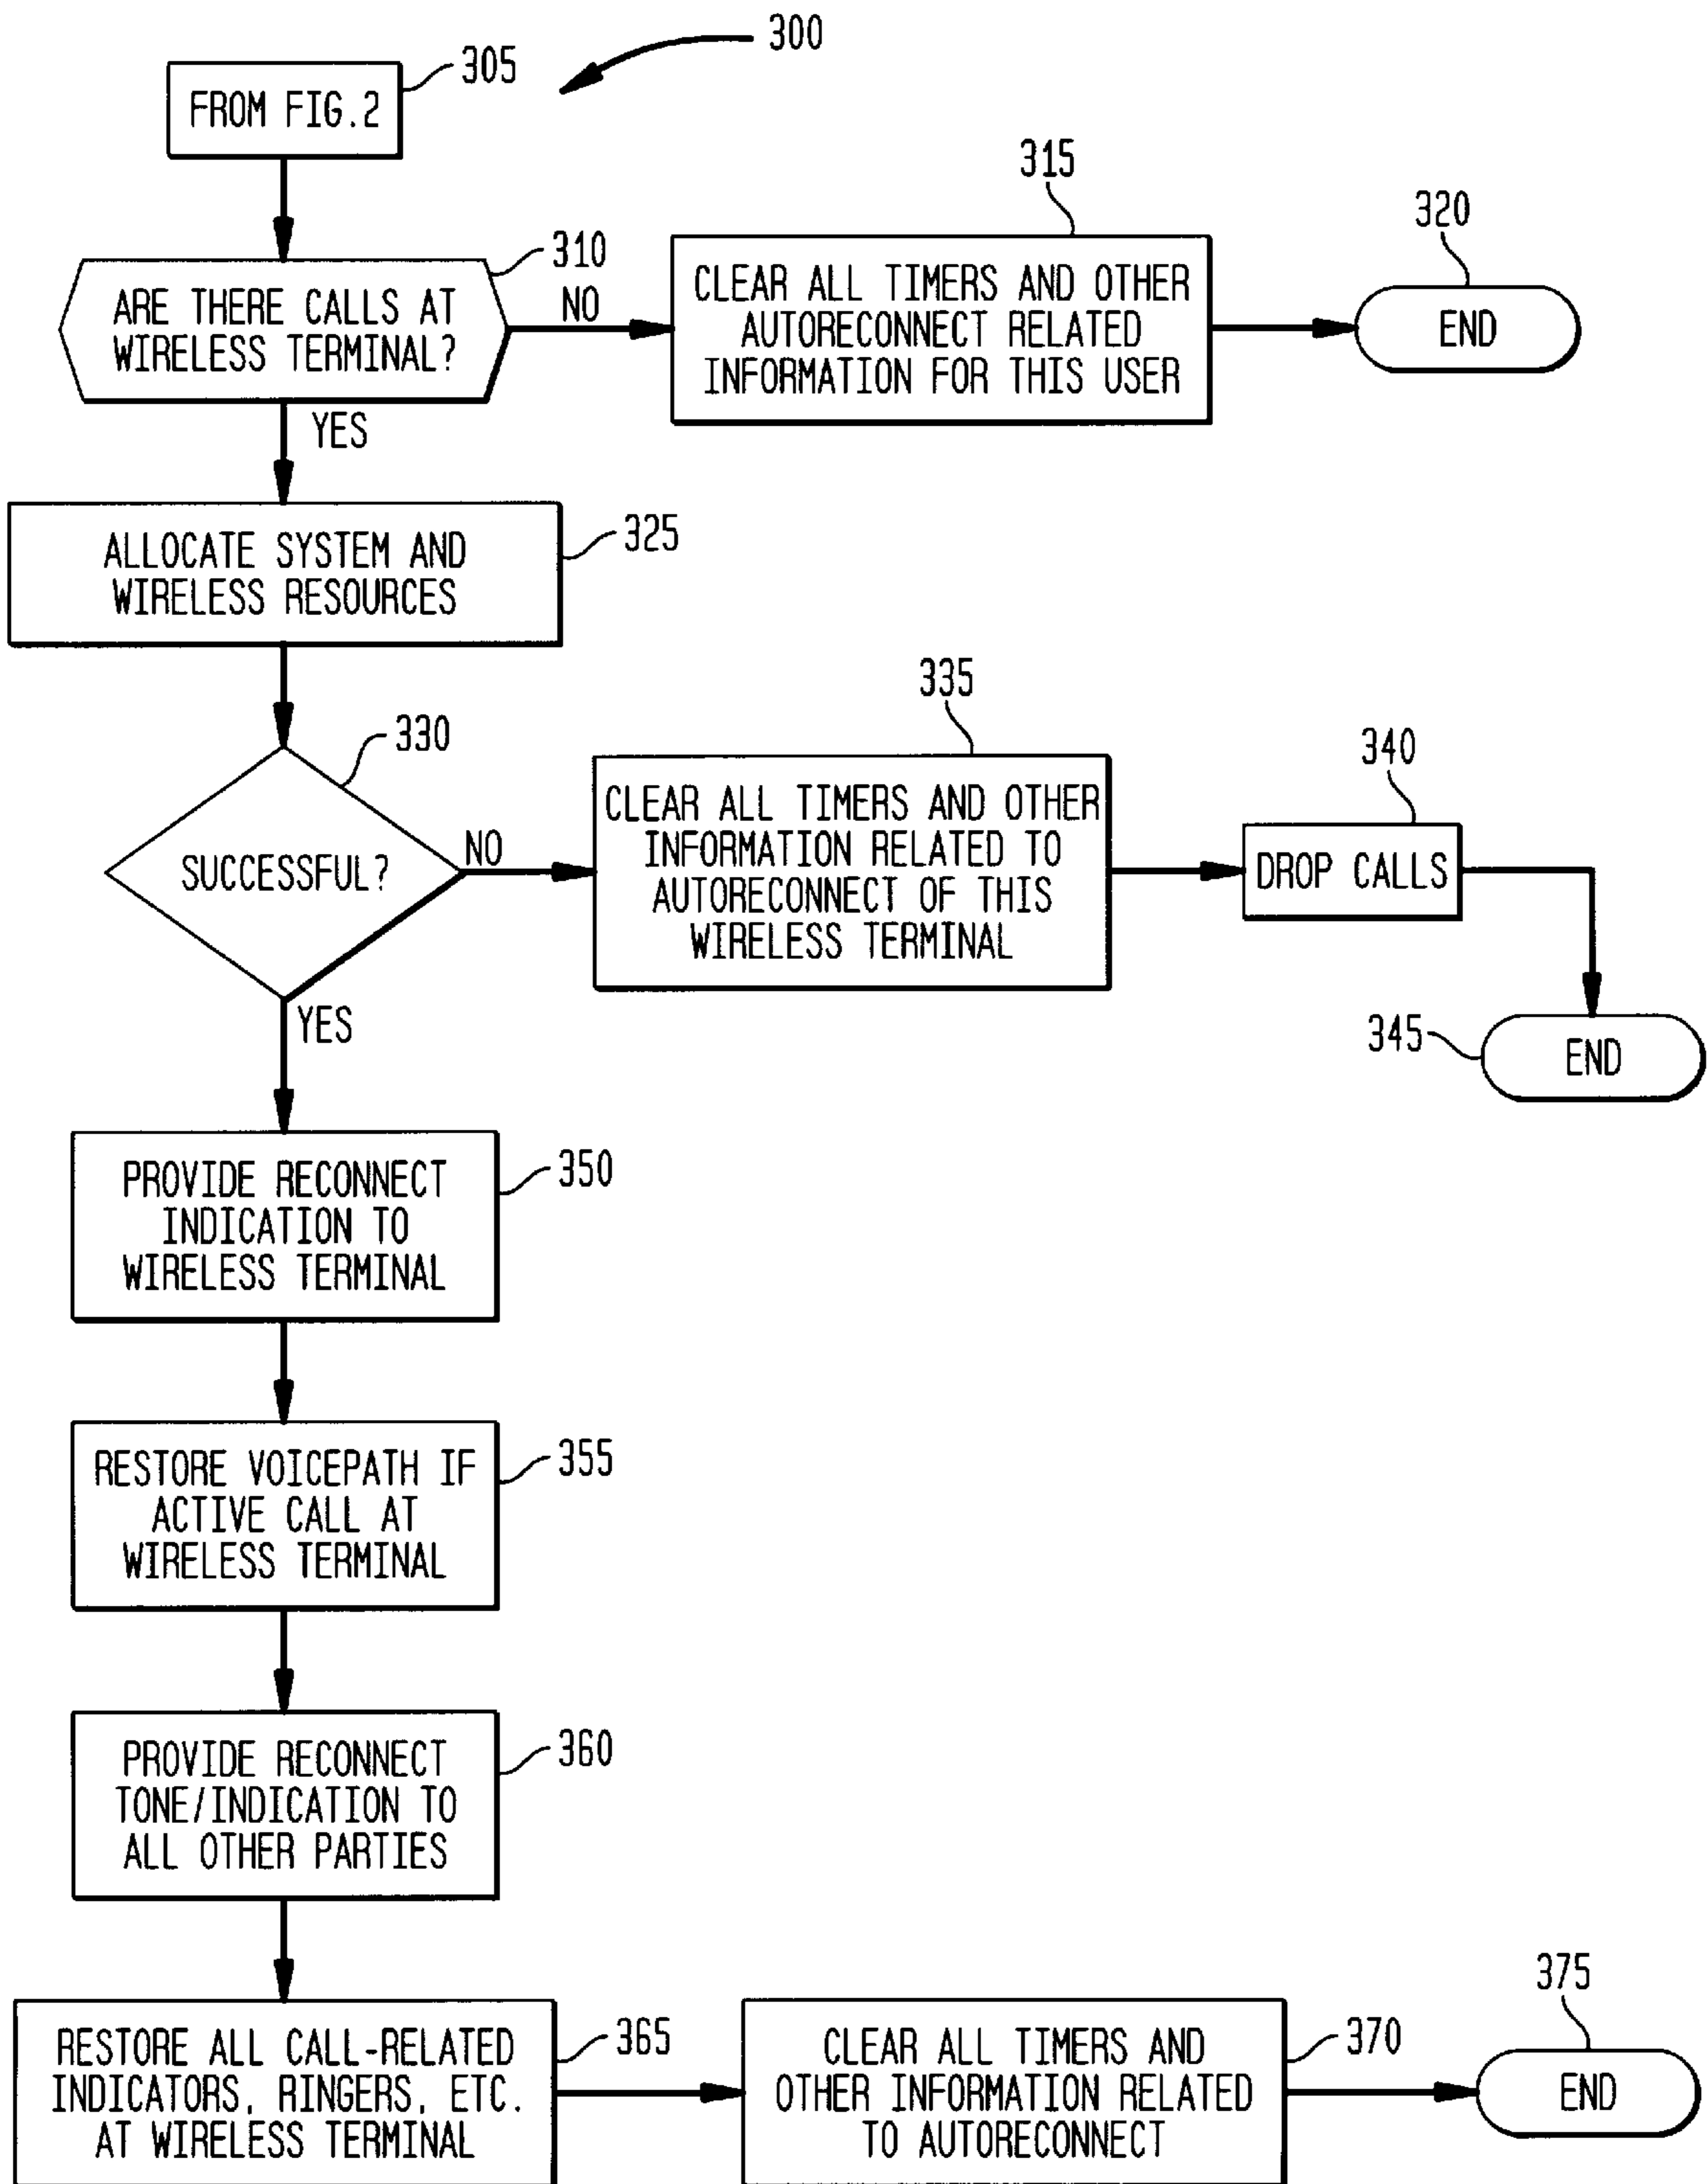 300
305
FROM FIG.2
310
ARE THERE CALLS AT
WIRELESS TERMINAL?
NO
YES
315
CLEAR ALL TIMERS AND OTHER
AUTORECONNECT RELATED
INFORMATION FOR THIS USER
320
END
325
ALLOCATE SYSTEM AND
WIRELESS RESOURCES
330
SUCCESSFUL?
NO
YES
335
CLEAR ALL TIMERS AND OTHER
INFORMATION RELATED TO
AUTORECONNECT OF THIS
WIRELESS TERMINAL
340
DROP CALLS
345
END
350
PROVIDE RECONNECT
INDICATION TO
WIRELESS TERMINAL
355
RESTORE VOICEPATH IF
ACTIVE CALL AT
WIRELESS TERMINAL
360
PROVIDE RECONNECT
TONE/INDICATION TO
ALL OTHER PARTIES
365
RESTORE ALL CALL-RELATED
INDICATORS, RINGERS, ETC.
AT WIRELESS TERMINAL
370
CLEAR ALL TIMERS AND
OTHER INFORMATION RELATED
TO AUTORECONNECT
375
END